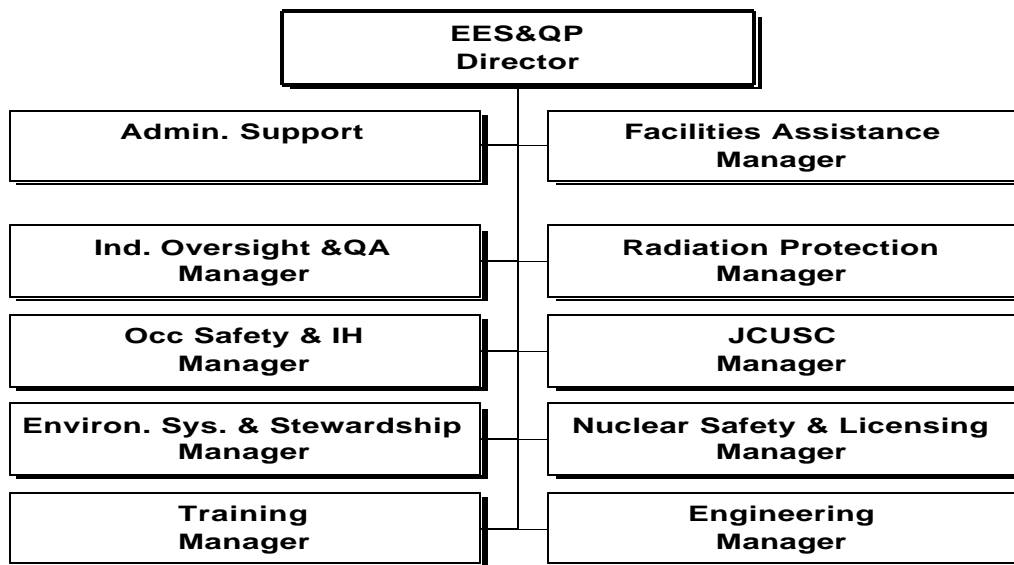 EES&QP
Director
Admin. Support
Facilities Assistance
Manager
Ind. Oversight &QA
Manager
Radiation Protection
Manager
Occ Safety & IH
Manager
JCUSC
Manager
Environ. Sys. & Stewardship
Manager
Nuclear Safety & Licensing
Manager
Training
Manager
Engineering
Manager